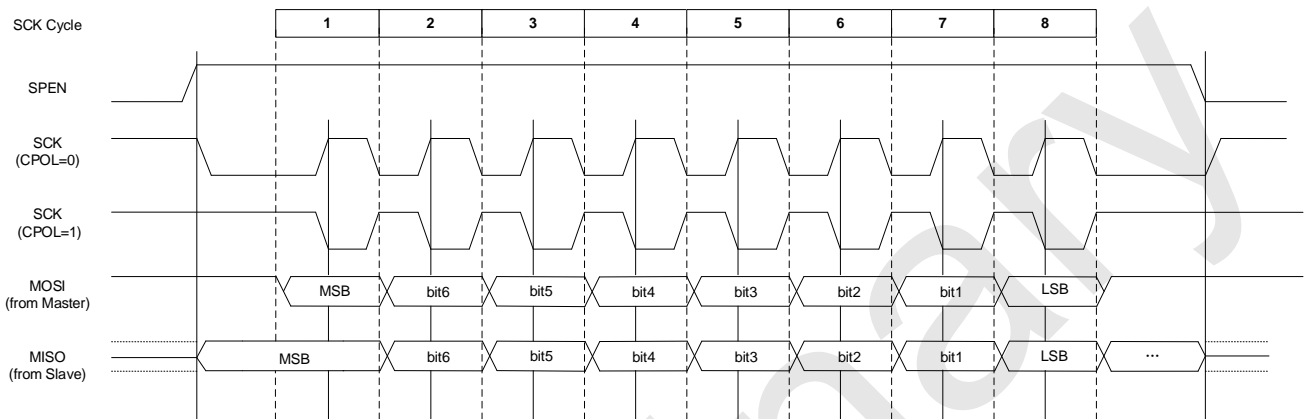 SCK Cycle 1 2 3 4 5 6 7 8
SPEN
SCK
(CPOL=0)
SCK
(CPOL=1)
MOSI
(from Master)
MSB bit6 bit5 bit4 bit3 bit2 bit1 LSB
MISO
(from Slave)
MSB bit6 bit5 bit4 bit3 bit2 bit1 LSB ...